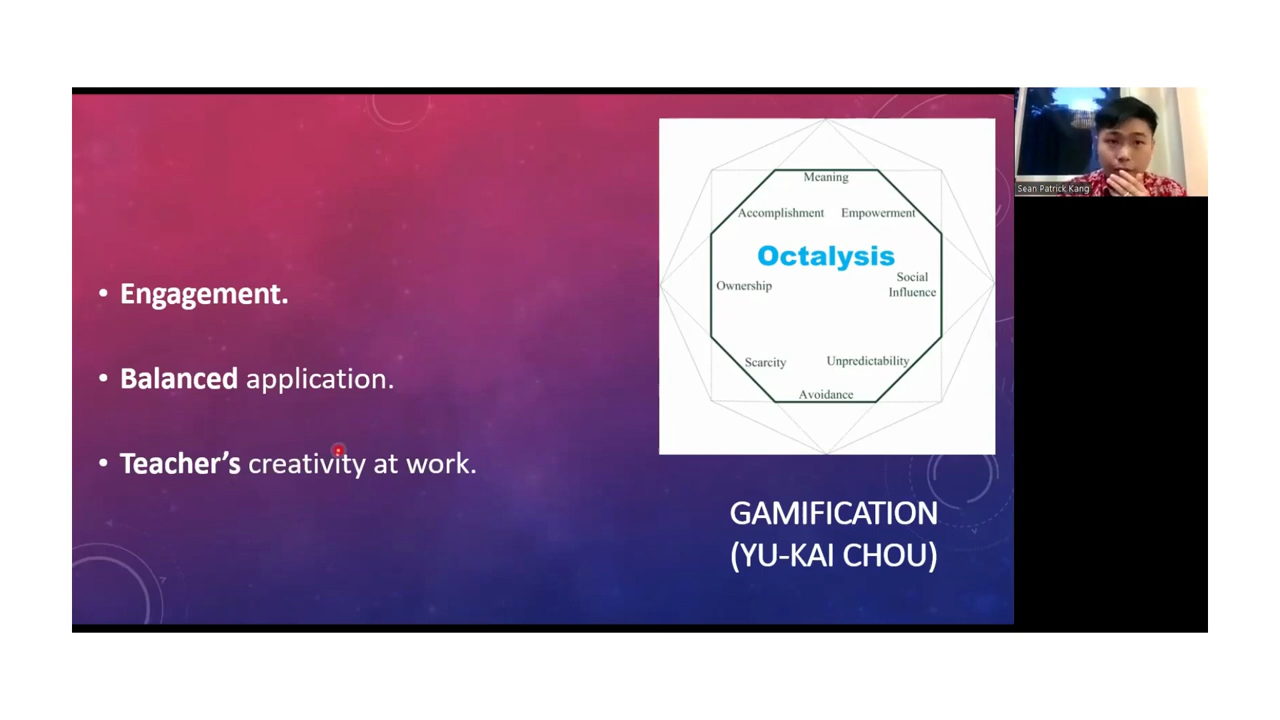 • Engagement.
• Balanced application.
• Teacher’s creativity at work.
Meaning
Accomplishment Empowerment
Octalysis
Ownership
Social
Influence
Scarcity Unpredictability
Avoidance
GAMIFICATION
(YU-KAI CHOU)
Sean Patrick Kang